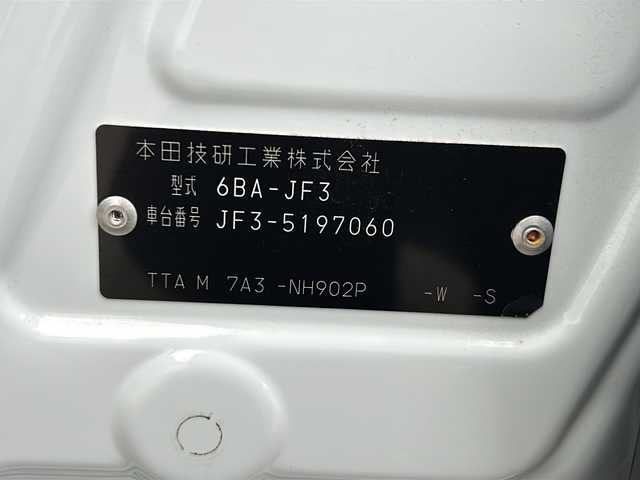 本田技研工業株式会社
型式 6BA-JF3
車台番号 JF3-5197060
TTA M 7A3 -NH902P -W -S